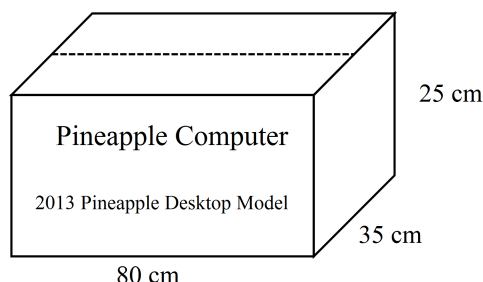 25 cm
Pineapple Computer
2013 Pineapple Desktop Model
35 cm
80 cm